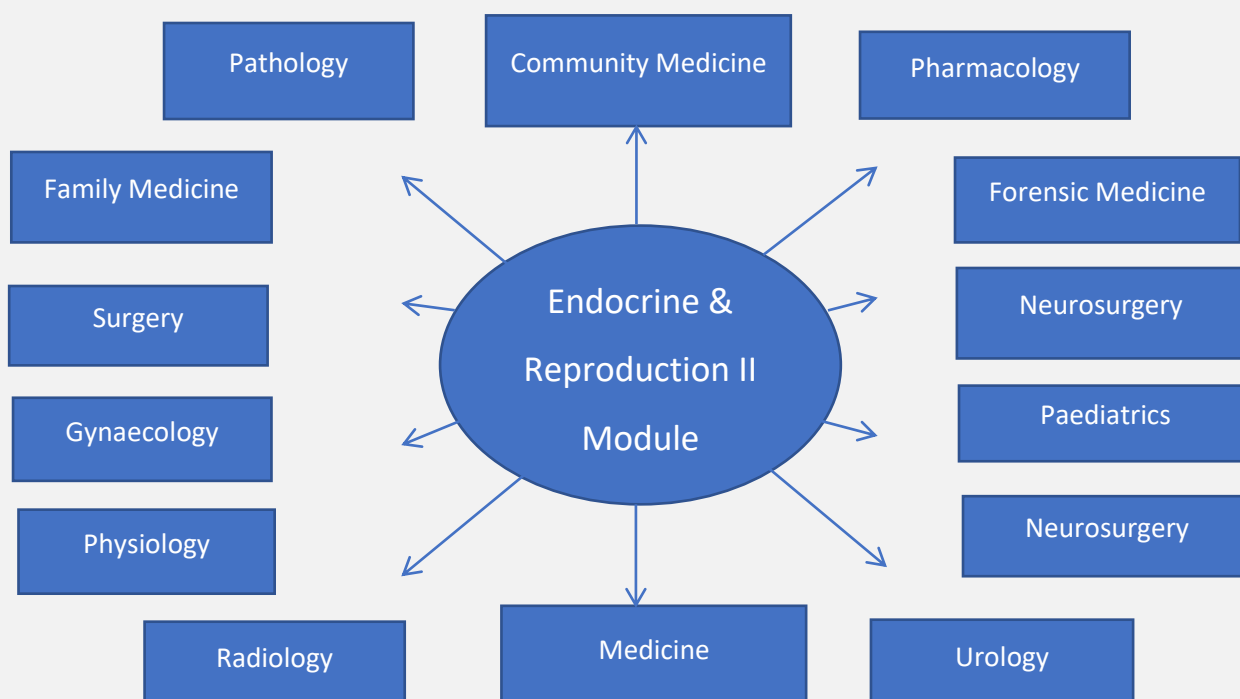 Pathology
Community Medicine
Pharmacology
Family Medicine
Forensic Medicine
Surgery
Endocrine &
Reproduction II
Module
Neurosurgery
Gynaecology
Paediatrics
Physiology
Neurosurgery
Radiology
Medicine
Urology